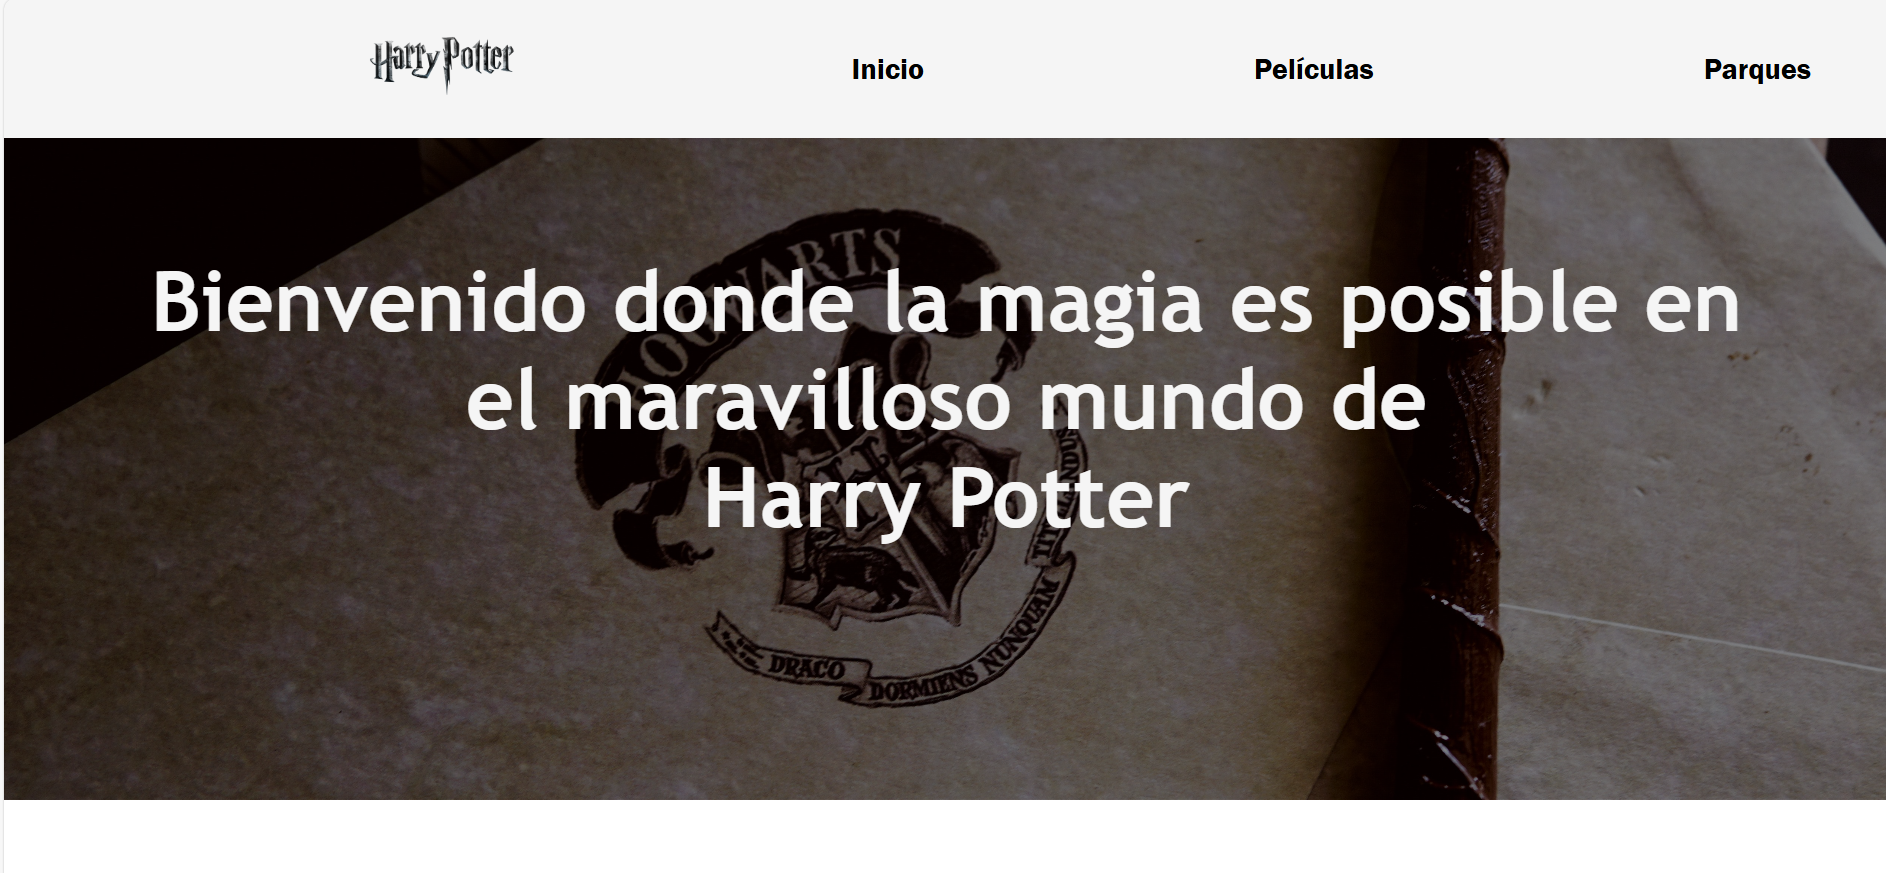 Harry Potter
Inicio
Películas
Parques
Bienvenido donde la magia es posible en
el maravilloso mundo de
Harry Potter
HOGWARTS
DRACO DORMIENS NUNQUAM TITILLANDUS